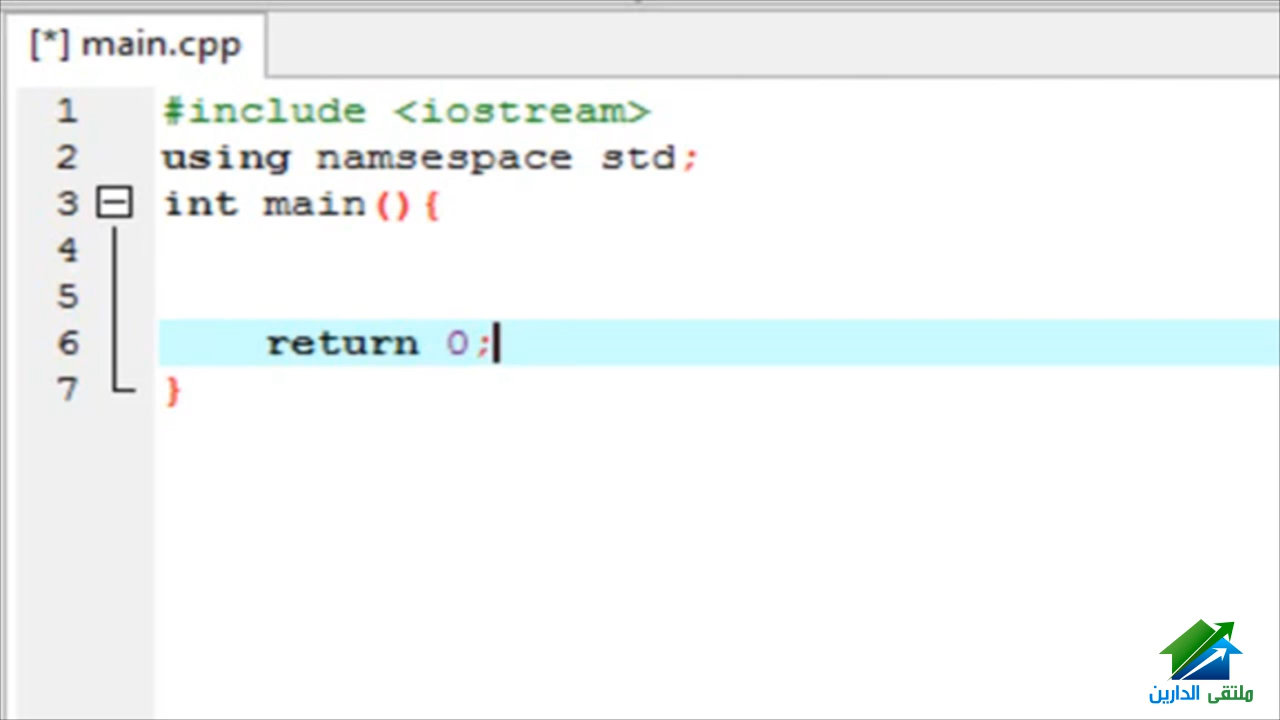 [*] main.cpp
1 #include <iostream>
2 using namsespace std;
3 int main(){
4
5
6 return 0;
7 }
ملتقى الدارين